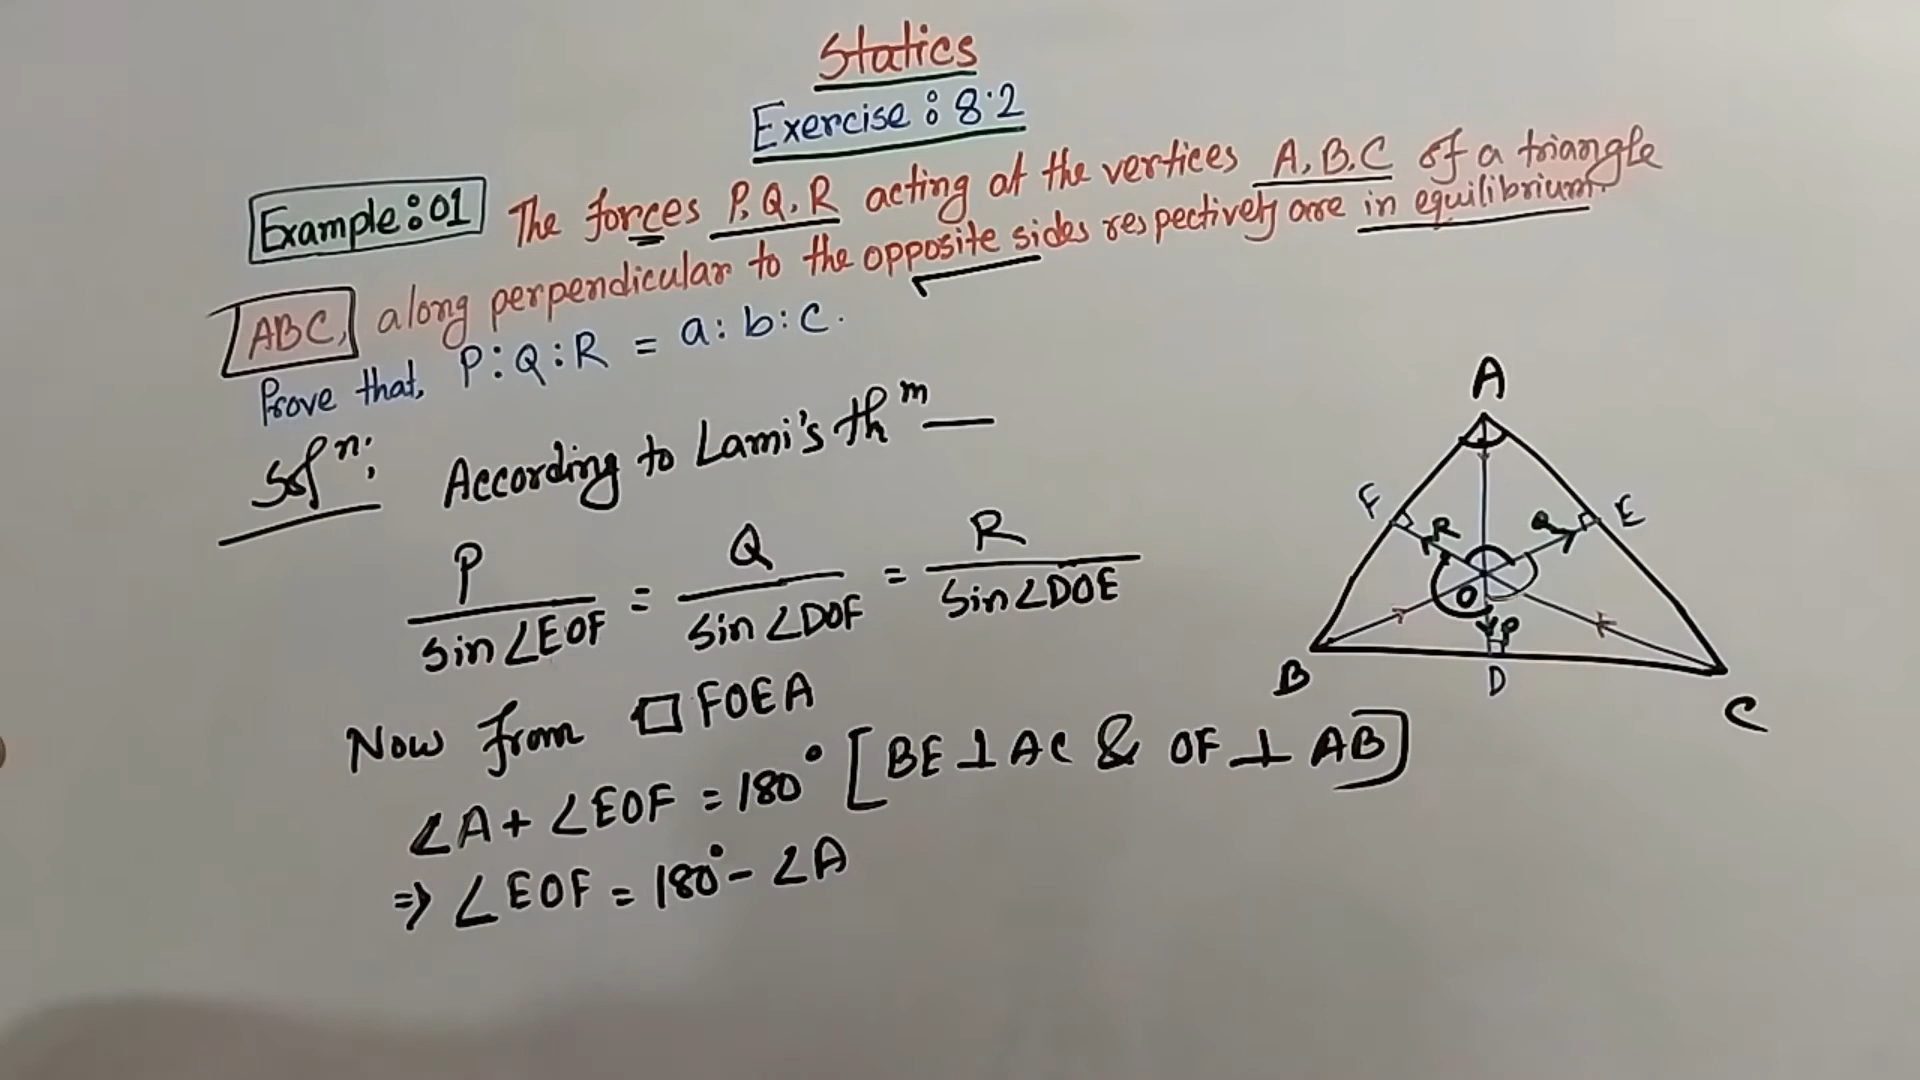 Statics
Exercise: 8.2
Example: 01 The forces P, Q, R acting at the vertices A, B, C of a triangle
ABC, along perpendicular to the opposite sides respectively are in equilibrium.
Prove that, P:Q:R = a:b:c.
Solⁿ: According to Lami's thᵐ —
P/Sin∠EOF = Q/Sin∠DOF = R/Sin∠DOE
Now from □ FOEA
∠A + ∠EOF = 180° [BE ⊥ AC & OF ⊥ AB]
⇒ ∠EOF = 180° - ∠A
A
F
R
Q
E
O
P
B
D
C